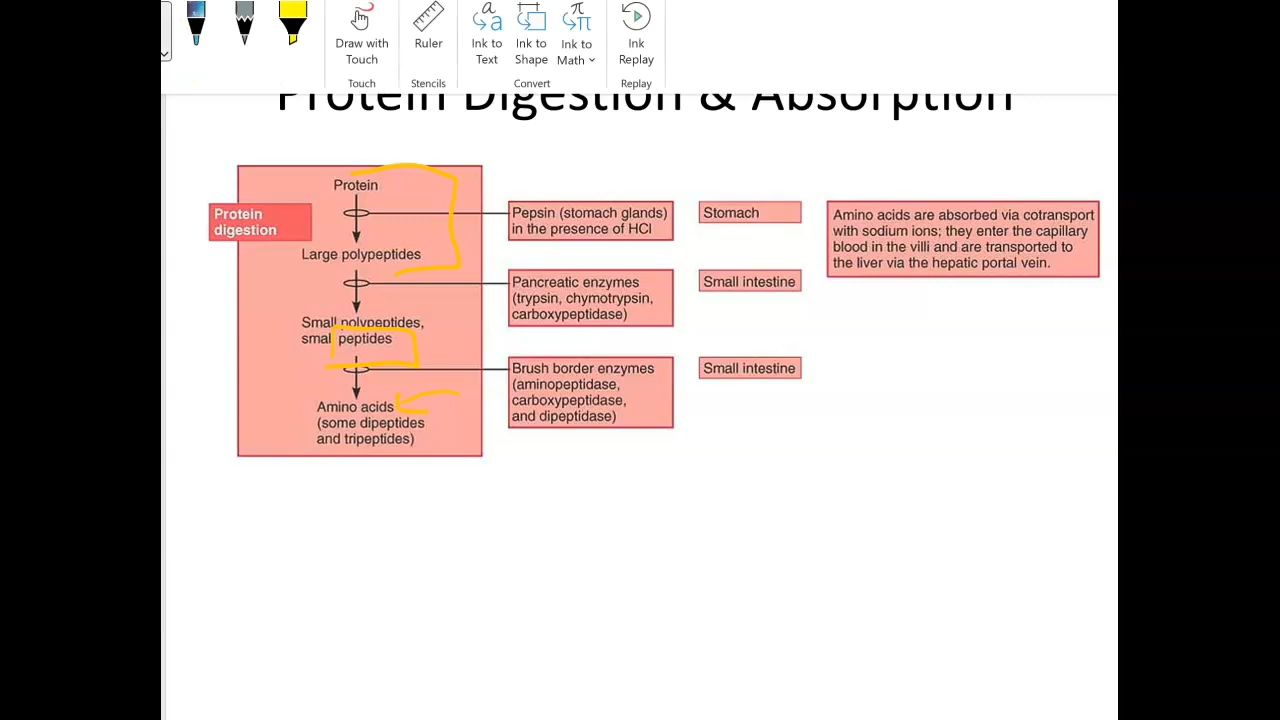 Draw with
Touch
Ruler
Ink to
Text
Ink to
Shape
Ink to
Math
Ink
Replay
Touch
Stencils
Convert
Replay
Protein Digestion & Absorption
Protein
digestion
Protein
Large polypeptides
Small polypeptides,
small peptides
Amino acids
(some dipeptides
and tripeptides)
Pepsin (stomach glands)
in the presence of HCl
Stomach
Pancreatic enzymes
(trypsin, chymotrypsin,
carboxypeptidase)
Small intestine
Brush border enzymes
(aminopeptidase,
carboxypeptidase,
and dipeptidase)
Small intestine
Amino acids are absorbed via cotransport
with sodium ions; they enter the capillary
blood in the villi and are transported to
the liver via the hepatic portal vein.